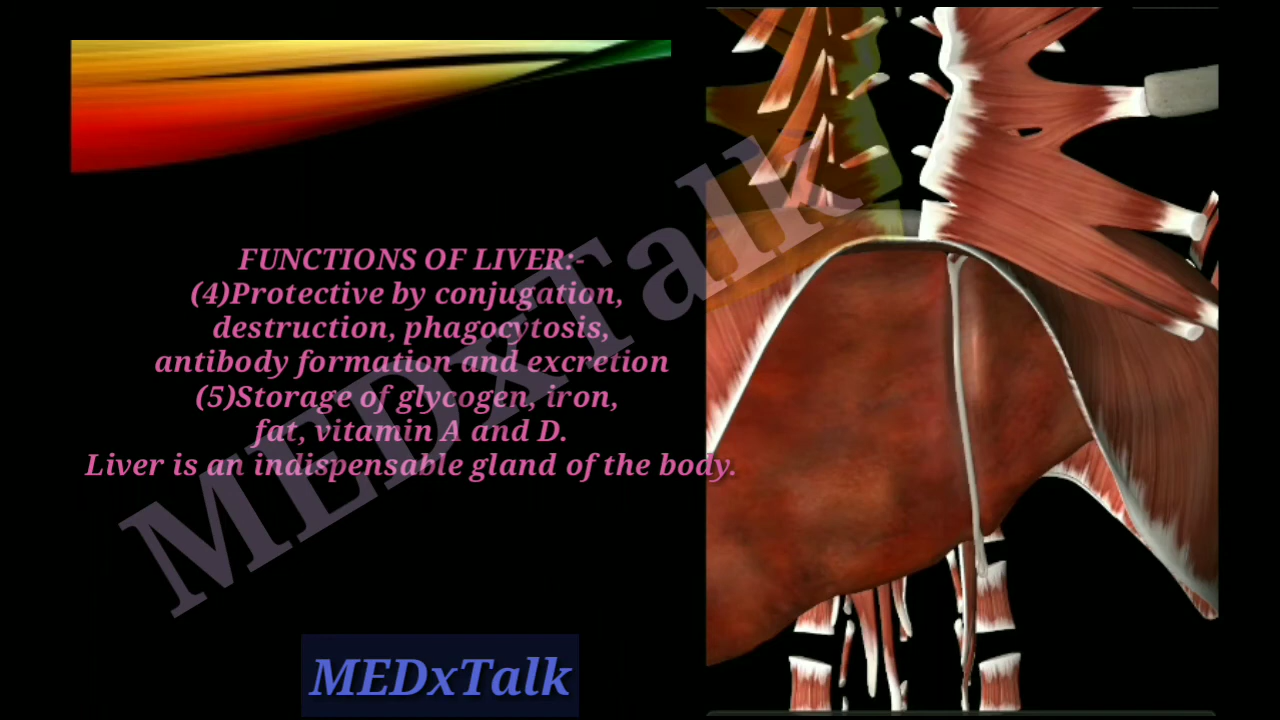 FUNCTIONS OF LIVER:-
(4)Protective by conjugation,
destruction, phagocytosis,
antibody formation and excretion
(5)Storage of glycogen, iron,
fat, vitamin A and D.
Liver is an indispensable gland of the body.
MEDxTalk
MEDxTalk